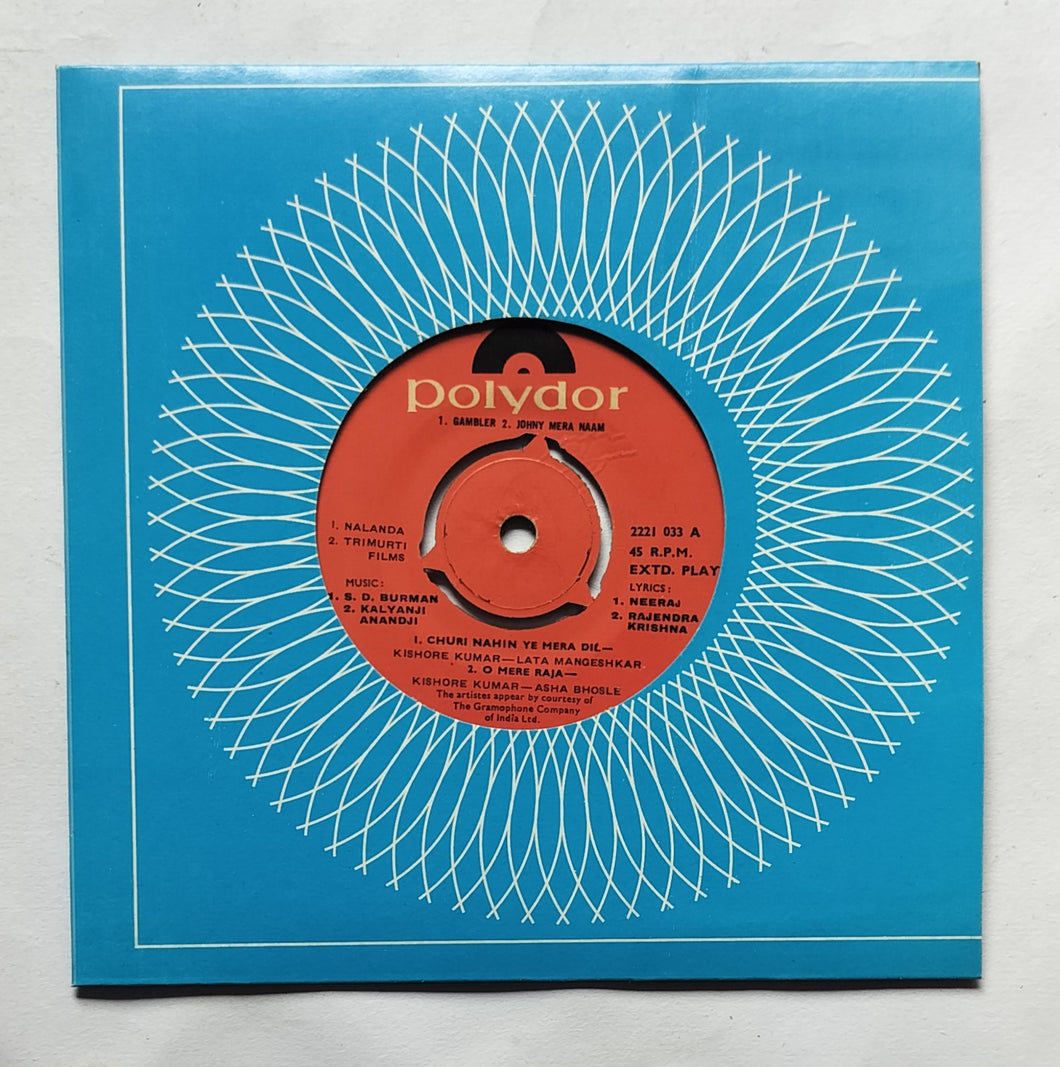 polydor
1. GAMBLER 2. JOHNY MERA NAAM
1. NALANDA
2. TRIMURTI
FILMS
MUSIC:
1. S. D. BURMAN
2. KALYANJI
ANANDJI
2221 033 A
45 R.P.M.
EXTD. PLAY
LYRICS:
1. NEERAJ
2. RAJENDRA
KRISHNA
1. CHURI NAHIN YE MERA DIL—
KISHORE KUMAR—LATA MANGESHKAR
2. O MERE RAJA—
KISHORE KUMAR—ASHA BHOSLE
The artistes appear by courtesy of
The Gramophone Company
of India Ltd.